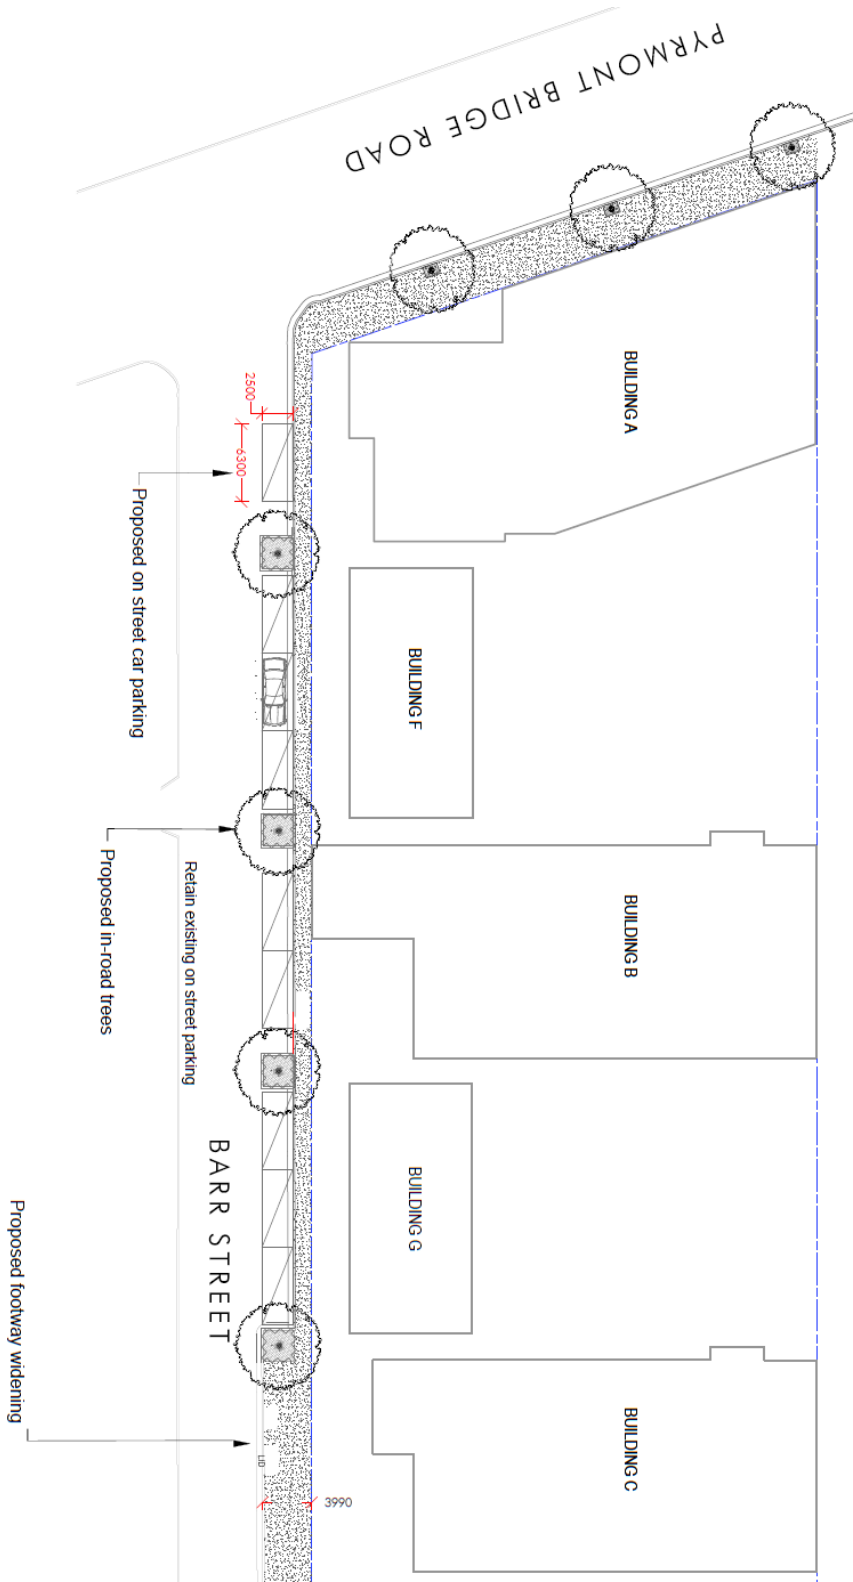 PYRMONT BRIDGE ROAD
BUILDING A
2500
6300
Proposed on street car parking
BUILDING F
Proposed in-road trees
Retain existing on street parking
BUILDING B
BARR STREET
BUILDING G
Proposed footway widening
BUILDING C
LID
3990